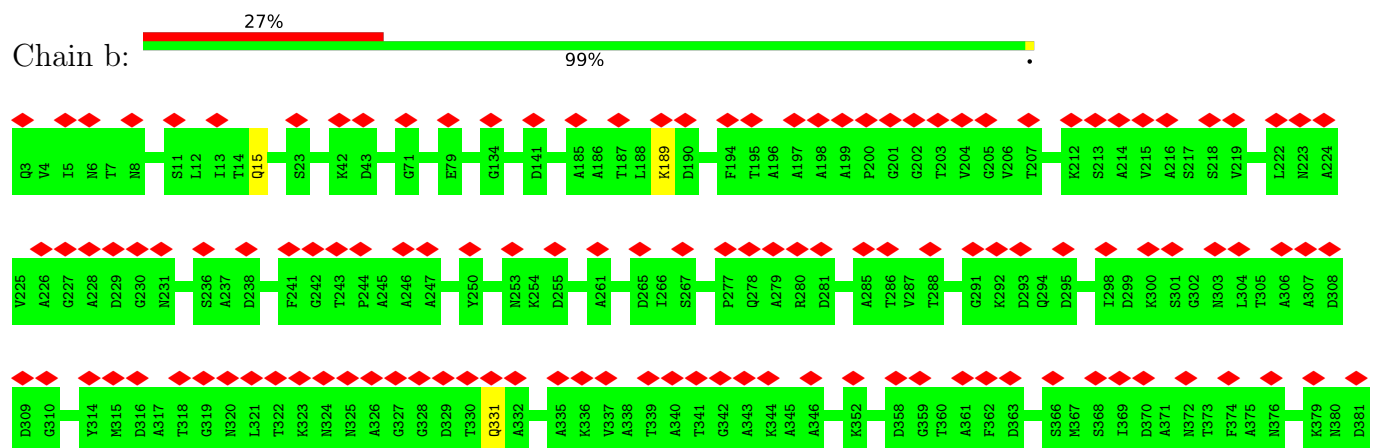 27%
Chain b:
99%
.
Q3 V4 I5 N6 T7 N8 S11 L12 I13 T14 Q15 S23 K42 D43 G71 E79 G134 D141 A185 A186 T187 L188 K189 D190 F194 T195 A196 A197 A198 A199 P200 G201 G202 T203 V204 G205 V206 T207 K212 S213 A214 V215 A216 S217 S218 V219 L222 N223 A224
V225 A226 G227 A228 D229 G230 N231 S236 A237 D238 F241 G242 T243 P244 A245 A246 A247 Y250 N253 K254 D255 A261 D265 I266 S267 P277 Q278 A279 R280 D281 A285 T286 V287 T288 G291 K292 D293 Q294 D295 I298 D299 K300 S301 G302 N303 L304 T305 A306 A307 D308
D309 G310 Y314 M315 D316 A317 T318 G319 N320 L321 T322 K323 N324 N325 A326 G327 G328 D329 T330 Q331 A332 A335 K336 V337 A338 T339 A340 T341 G342 A343 K344 A345 A346 K352 D358 G359 T360 A361 F362 D363 S366 M367 S368 I369 D370 A371 N372 T373 F374 A375 N376 K379 N380 D381